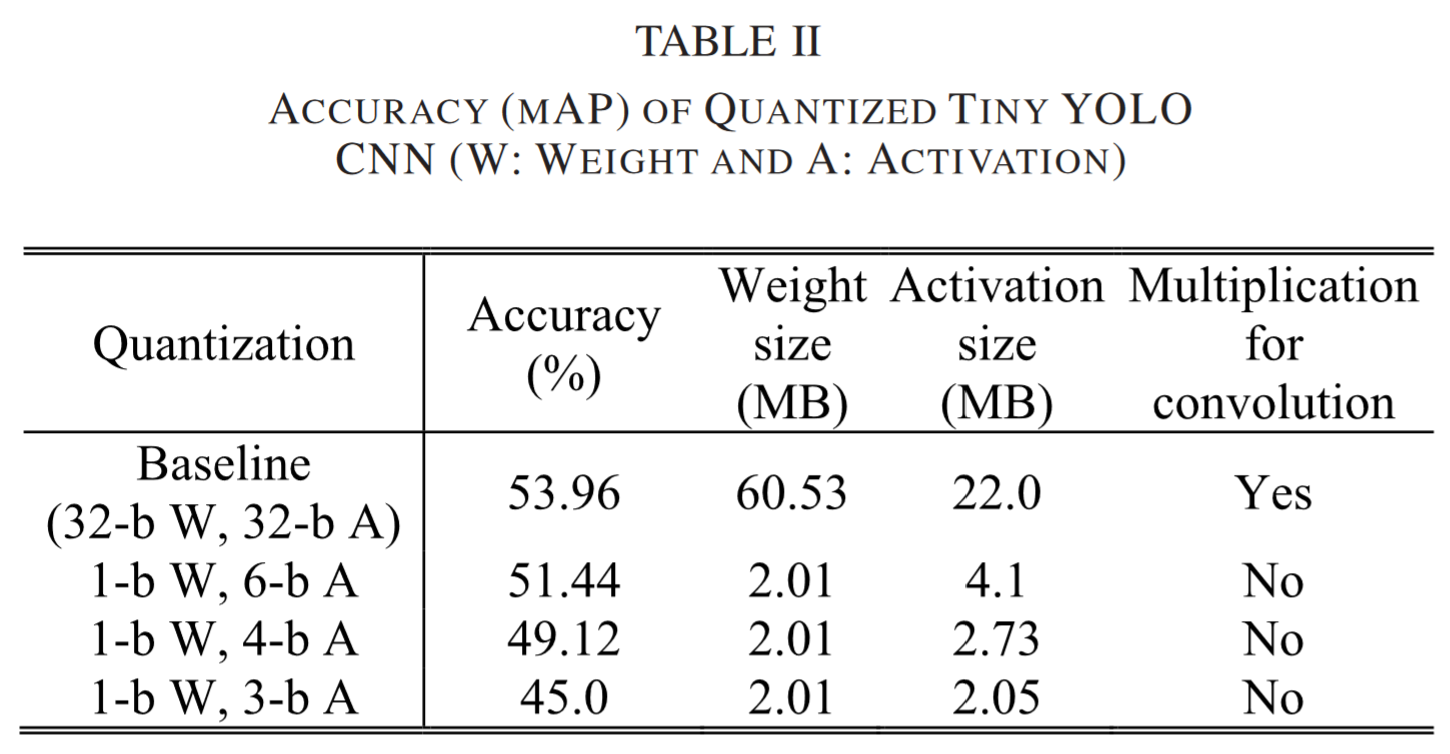 TABLE II
ACCURACY (MAP) OF QUANTIZED TINY YOLO
CNN (W: WEIGHT AND A: ACTIVATION)
Quantization Accuracy (%) Weight size (MB) Activation size (MB) Multiplication for convolution
Baseline (32-b W, 32-b A) 53.96 60.53 22.0 Yes
1-b W, 6-b A 51.44 2.01 4.1 No
1-b W, 4-b A 49.12 2.01 2.73 No
1-b W, 3-b A 45.0 2.01 2.05 No